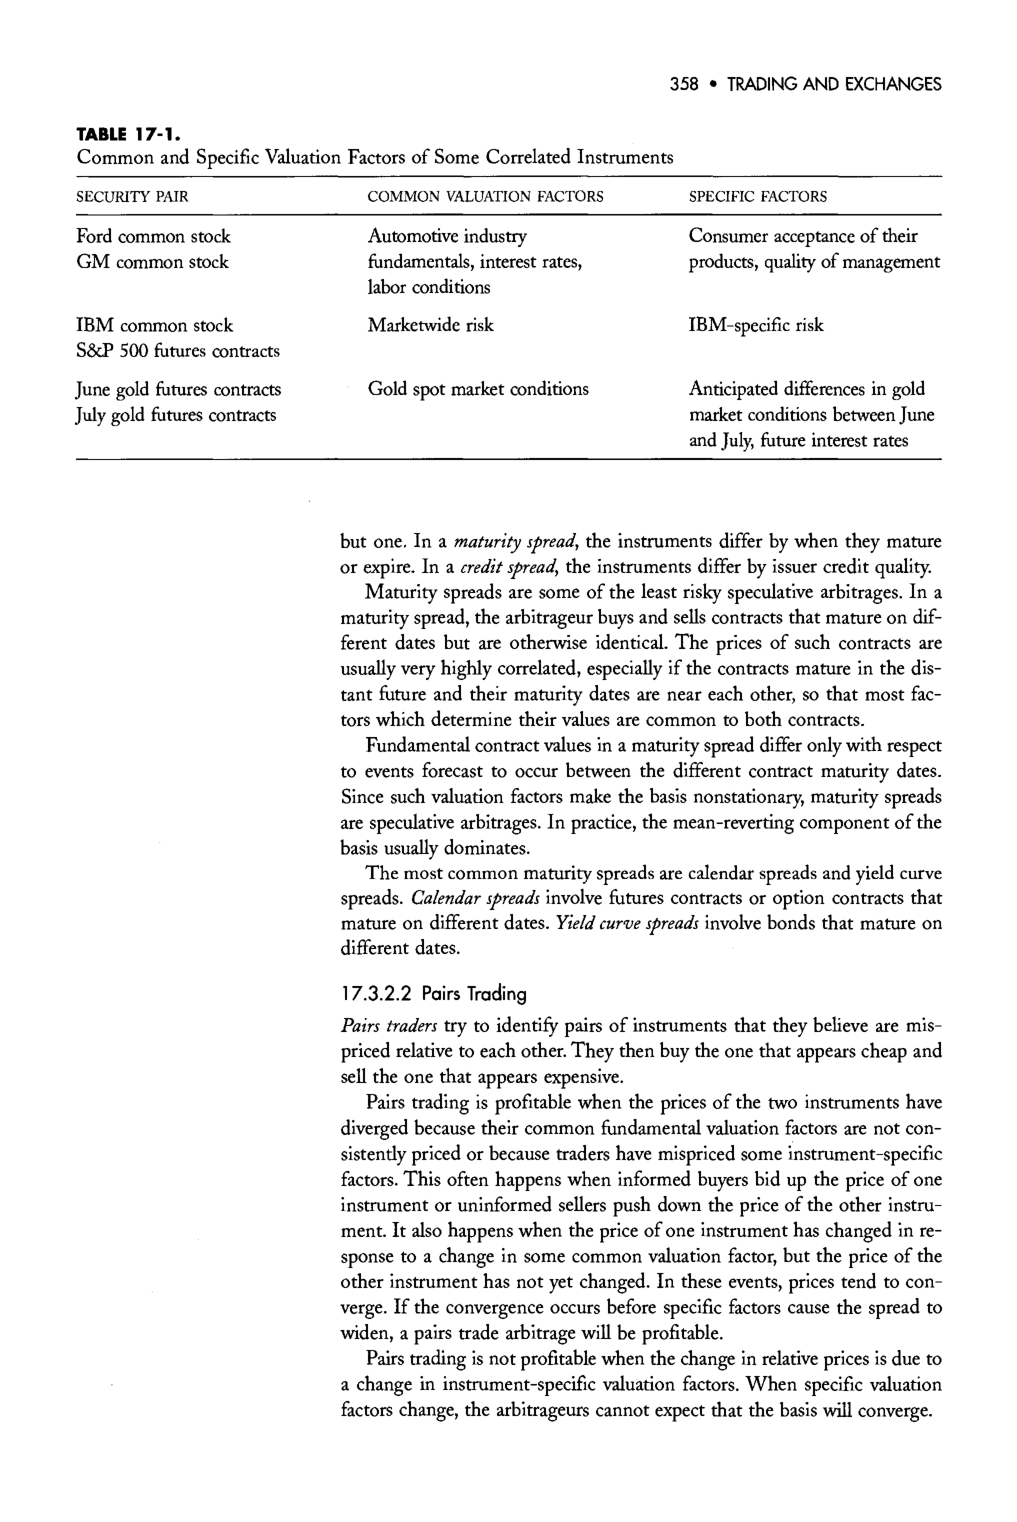 358 • TRADING AND EXCHANGES
TABLE 17-1.
Common and Specific Valuation Factors of Some Correlated Instruments
SECURITY PAIR COMMON VALUATION FACTORS SPECIFIC FACTORS
Ford common stock Automotive industry Consumer acceptance of their
GM common stock fundamentals, interest rates, products, quality of management
labor conditions
IBM common stock Marketwide risk IBM-specific risk
S&P 500 futures contracts
June gold futures contracts Gold spot market conditions Anticipated differences in gold
July gold futures contracts market conditions between June
and July, future interest rates
but one. In a maturity spread, the instruments differ by when they mature
or expire. In a credit spread, the instruments differ by issuer credit quality.
Maturity spreads are some of the least risky speculative arbitrages. In a
maturity spread, the arbitrageur buys and sells contracts that mature on dif-
ferent dates but are otherwise identical. The prices of such contracts are
usually very highly correlated, especially if the contracts mature in the dis-
tant future and their maturity dates are near each other, so that most fac-
tors which determine their values are common to both contracts.
Fundamental contract values in a maturity spread differ only with respect
to events forecast to occur between the different contract maturity dates.
Since such valuation factors make the basis nonstationary, maturity spreads
are speculative arbitrages. In practice, the mean-reverting component of the
basis usually dominates.
The most common maturity spreads are calendar spreads and yield curve
spreads. Calendar spreads involve futures contracts or option contracts that
mature on different dates. Yield curve spreads involve bonds that mature on
different dates.
17.3.2.2 Pairs Trading
Pairs traders try to identify pairs of instruments that they believe are mis-
priced relative to each other. They then buy the one that appears cheap and
sell the one that appears expensive.
Pairs trading is profitable when the prices of the two instruments have
diverged because their common fundamental valuation factors are not con-
sistently priced or because traders have mispriced some instrument-specific
factors. This often happens when informed buyers bid up the price of one
instrument or uninformed sellers push down the price of the other instru-
ment. It also happens when the price of one instrument has changed in re-
sponse to a change in some common valuation factor, but the price of the
other instrument has not yet changed. In these events, prices tend to con-
verge. If the convergence occurs before specific factors cause the spread to
widen, a pairs trade arbitrage will be profitable.
Pairs trading is not profitable when the change in relative prices is due to
a change in instrument-specific valuation factors. When specific valuation
factors change, the arbitrageurs cannot expect that the basis will converge.